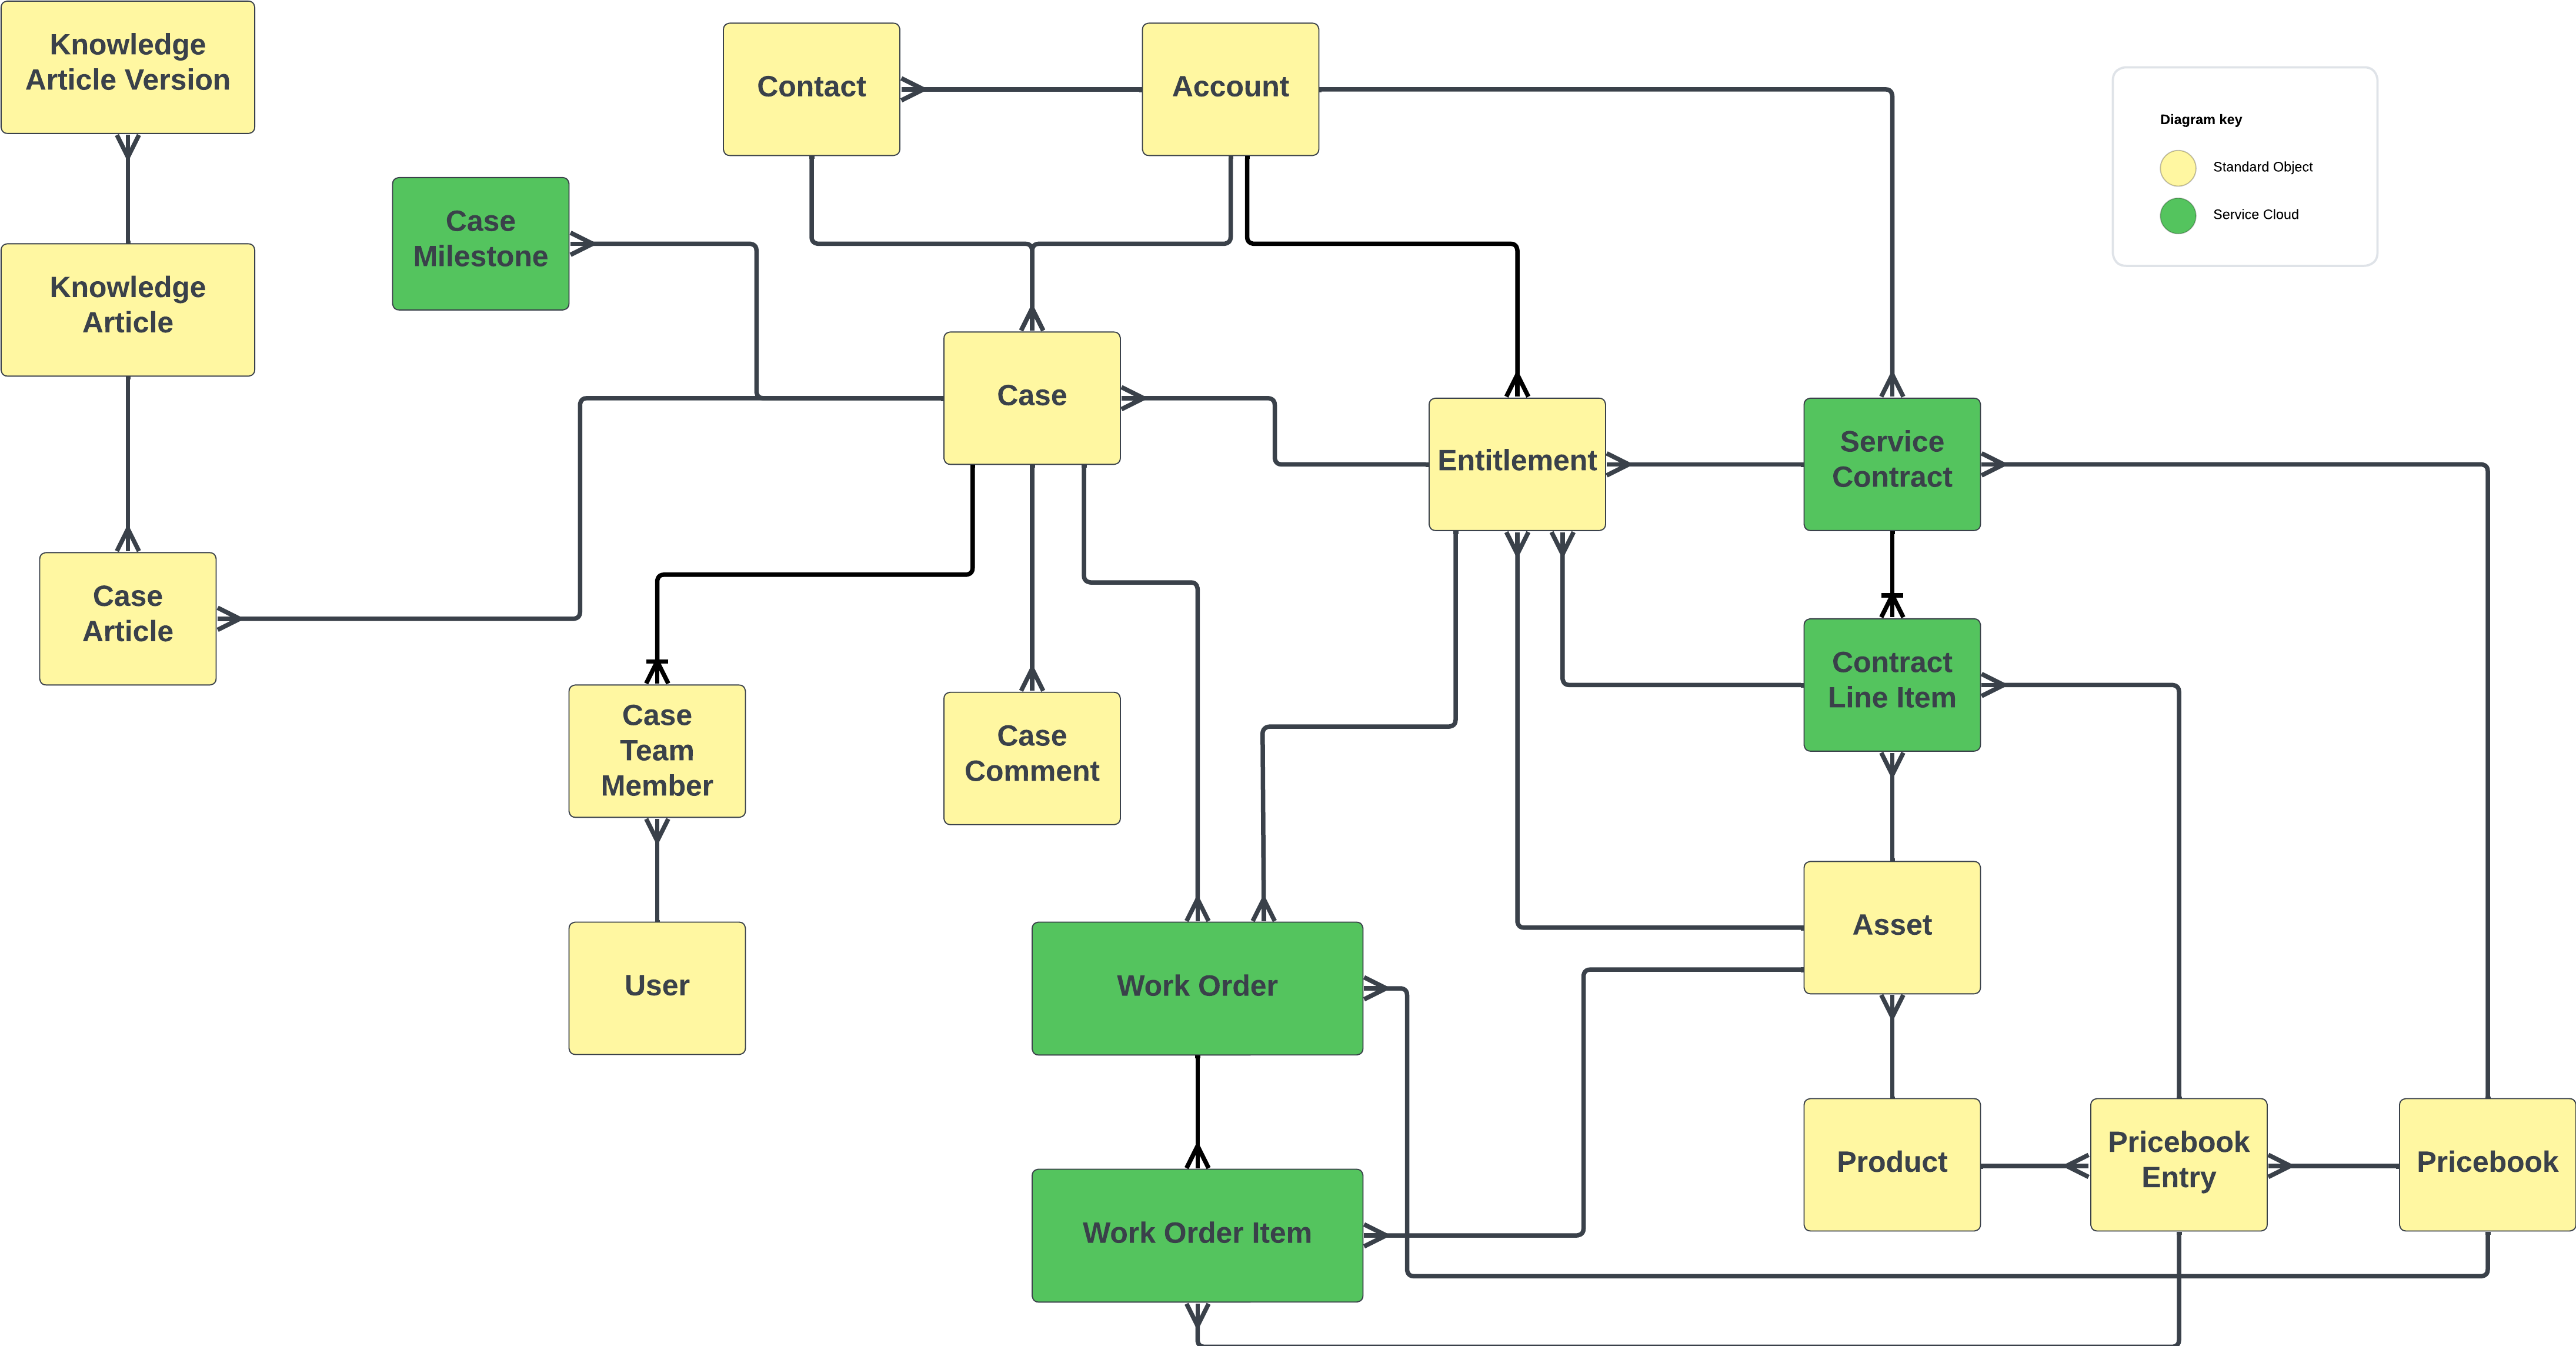 Knowledge
Article Version
Contact
Account
Diagram key
Standard Object
Service Cloud
Case
Milestone
Knowledge
Article
Case
Entitlement
Service
Contract
Case
Article
Contract
Line Item
Case
Team
Member
Case
Comment
Asset
User
Work Order
Product
Pricebook
Entry
Pricebook
Work Order Item